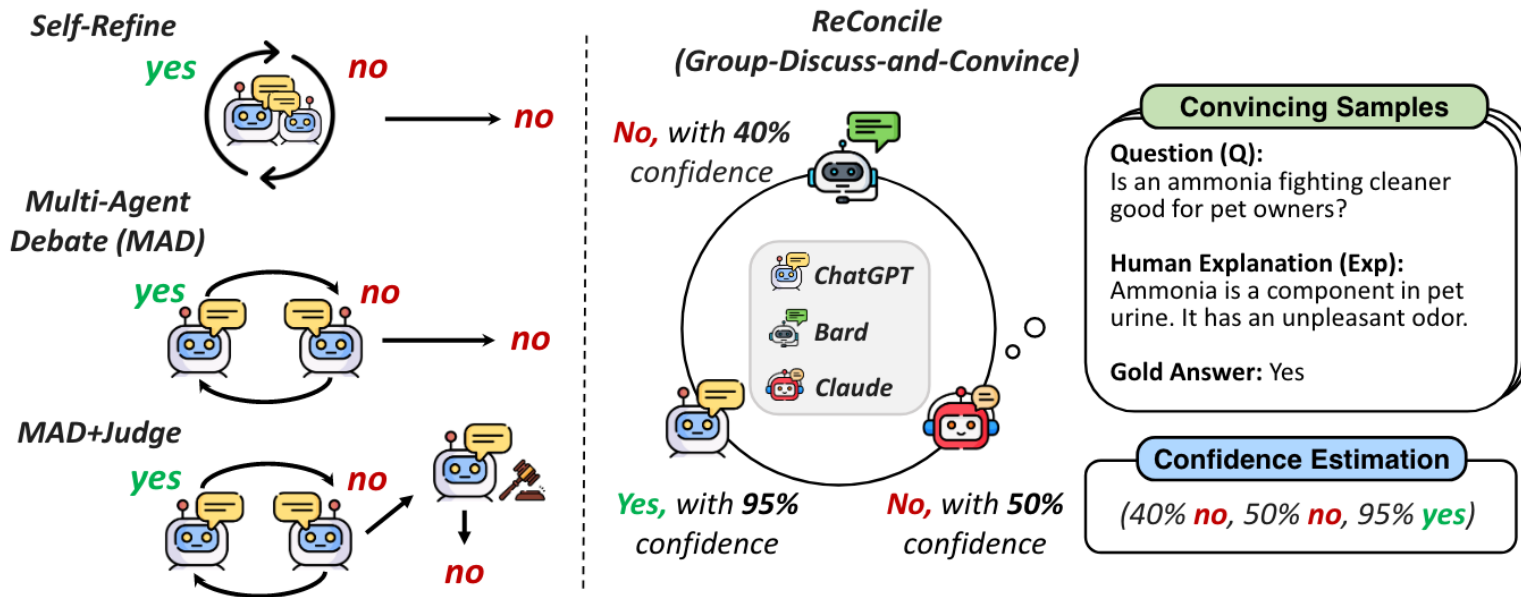 Self-Refine
yes
no
no
Multi-Agent
Debate (MAD)
yes
no
no
MAD+Judge
yes
no
no
ReConcile
(Group-Discuss-and-Convince)
No, with 40%
confidence
ChatGPT
Bard
Claude
Yes, with 95%
confidence
No, with 50%
confidence
Convincing Samples
Question (Q):
Is an ammonia fighting cleaner
good for pet owners?
Human Explanation (Exp):
Ammonia is a component in pet
urine. It has an unpleasant odor.
Gold Answer: Yes
Confidence Estimation
(40% no, 50% no, 95% yes)